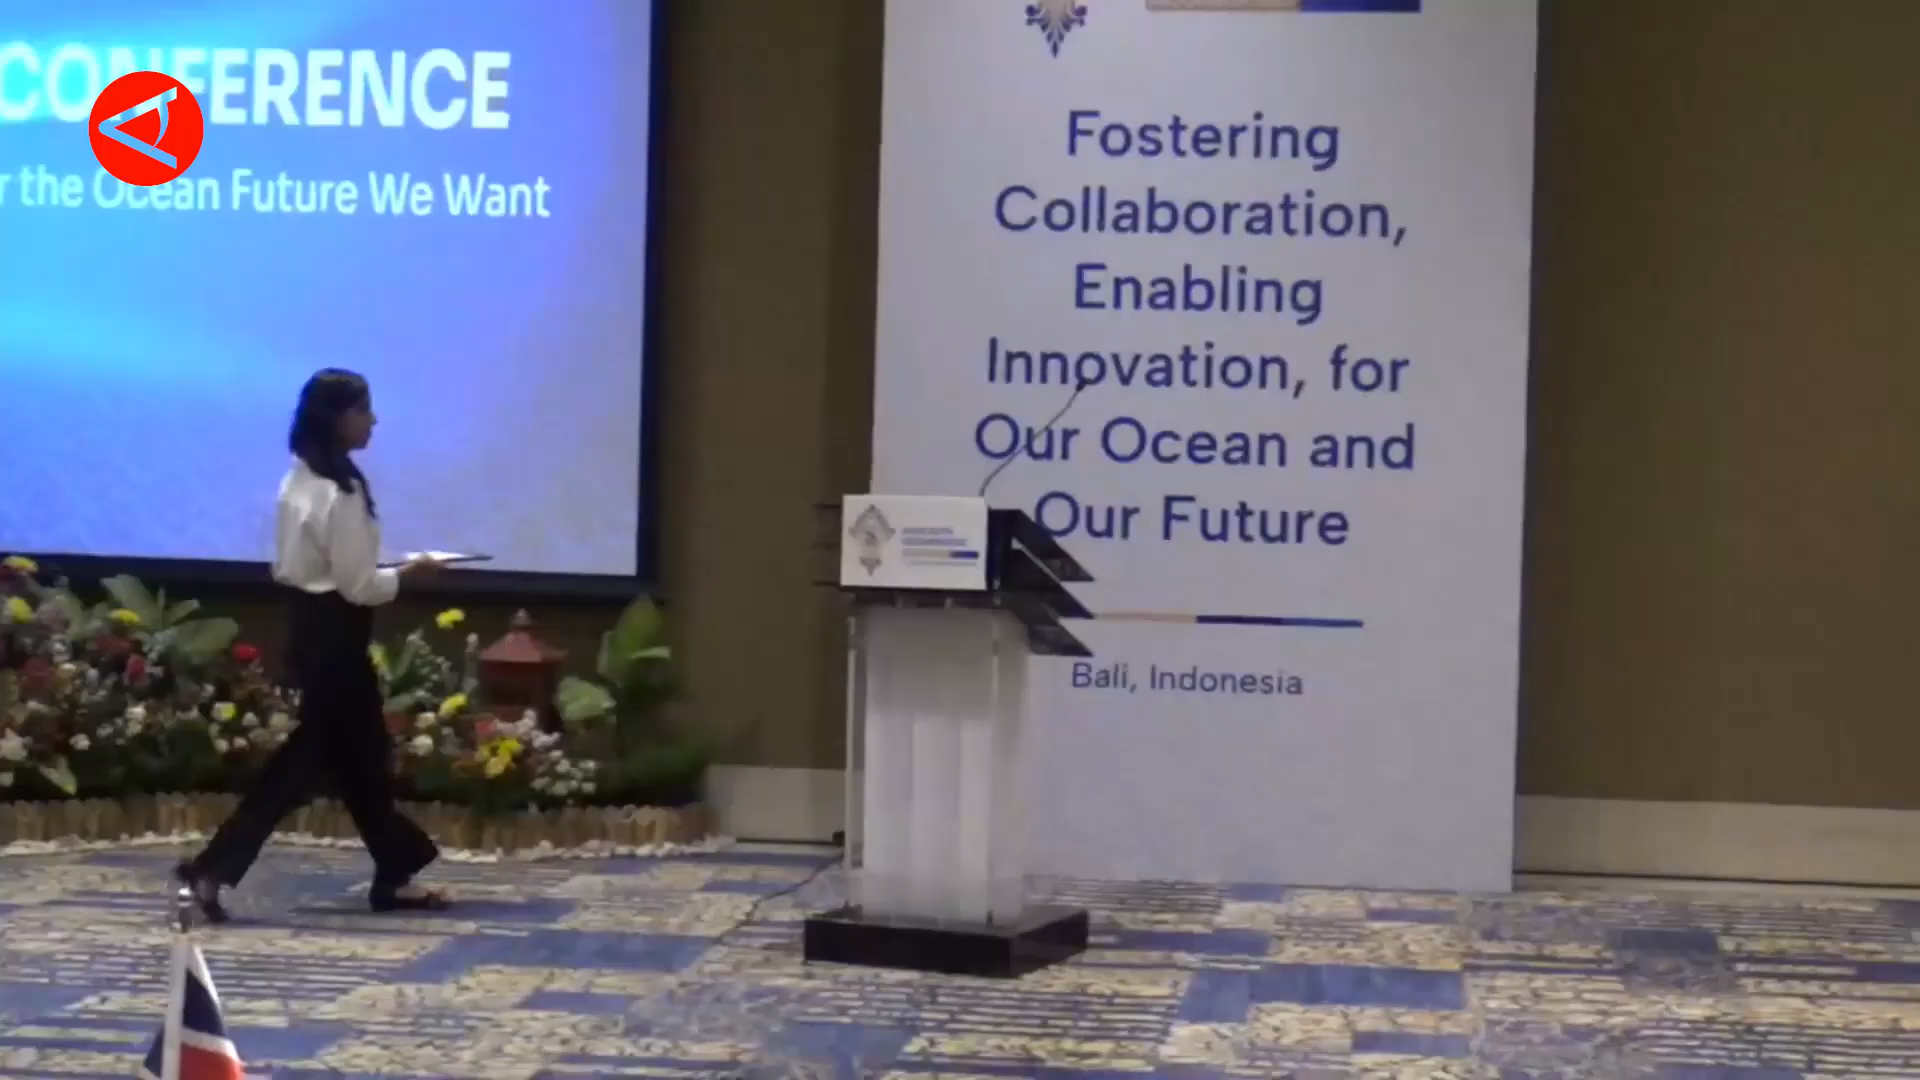 CONFERENCE
r the Ocean Future We Want
Fostering
Collaboration,
Enabling
Innovation, for
Our Ocean and
Our Future
Bali, Indonesia